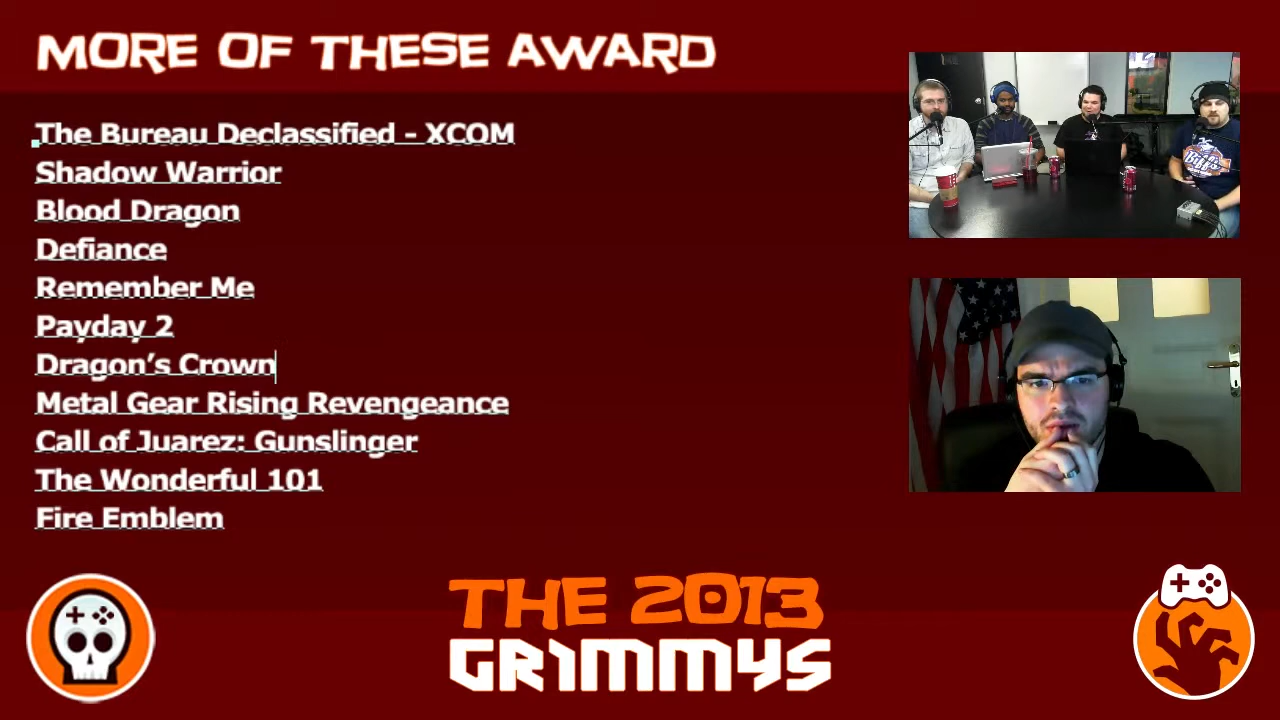 MORE OF THESE AWARD
The Bureau Declassified - XCOM
Shadow Warrior
Blood Dragon
Defiance
Remember Me
Payday 2
Dragon's Crown
Metal Gear Rising Revengeance
Call of Juarez: Gunslinger
The Wonderful 101
Fire Emblem
THE 2013
GR1MM4S